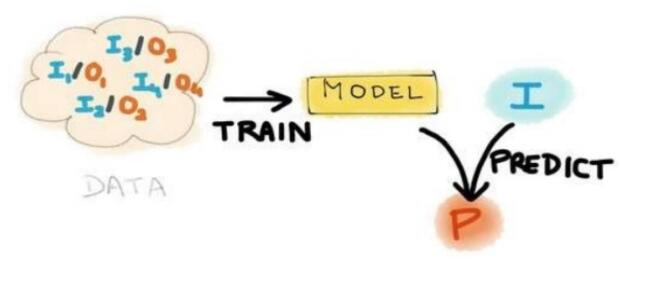 I₃/O₃
I₁/O₁
I₄/O₄
I₂/O₂
DATA
TRAIN
MODEL
I
PREDICT
P